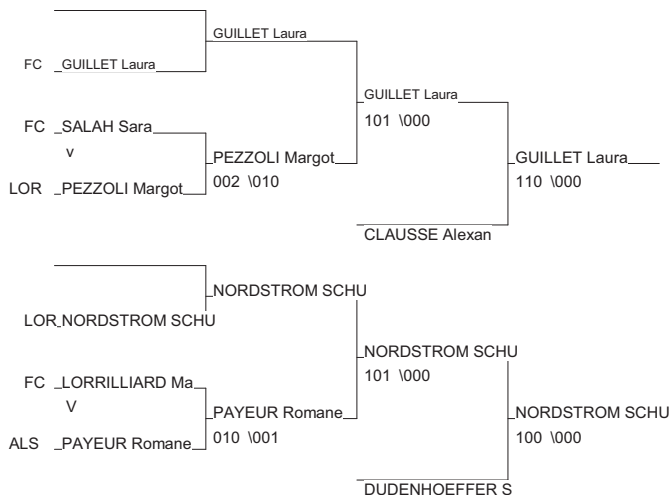 GUILLET Laura
FC GUILLET Laura
GUILLET Laura
101 \000
FC SALAH Sara
v
PEZZOLI Margot
002 \010
LOR PEZZOLI Margot
GUILLET Laura
110 \000
CLAUSSE Alexan
NORDSTROM SCHU
LOR NORDSTROM SCHU
NORDSTROM SCHU
101 \000
FC LORRILLIARD Ma
V
PAYEUR Romane
010 \001
ALS PAYEUR Romane
NORDSTROM SCHU
100 \000
DUDENHOEFFER S